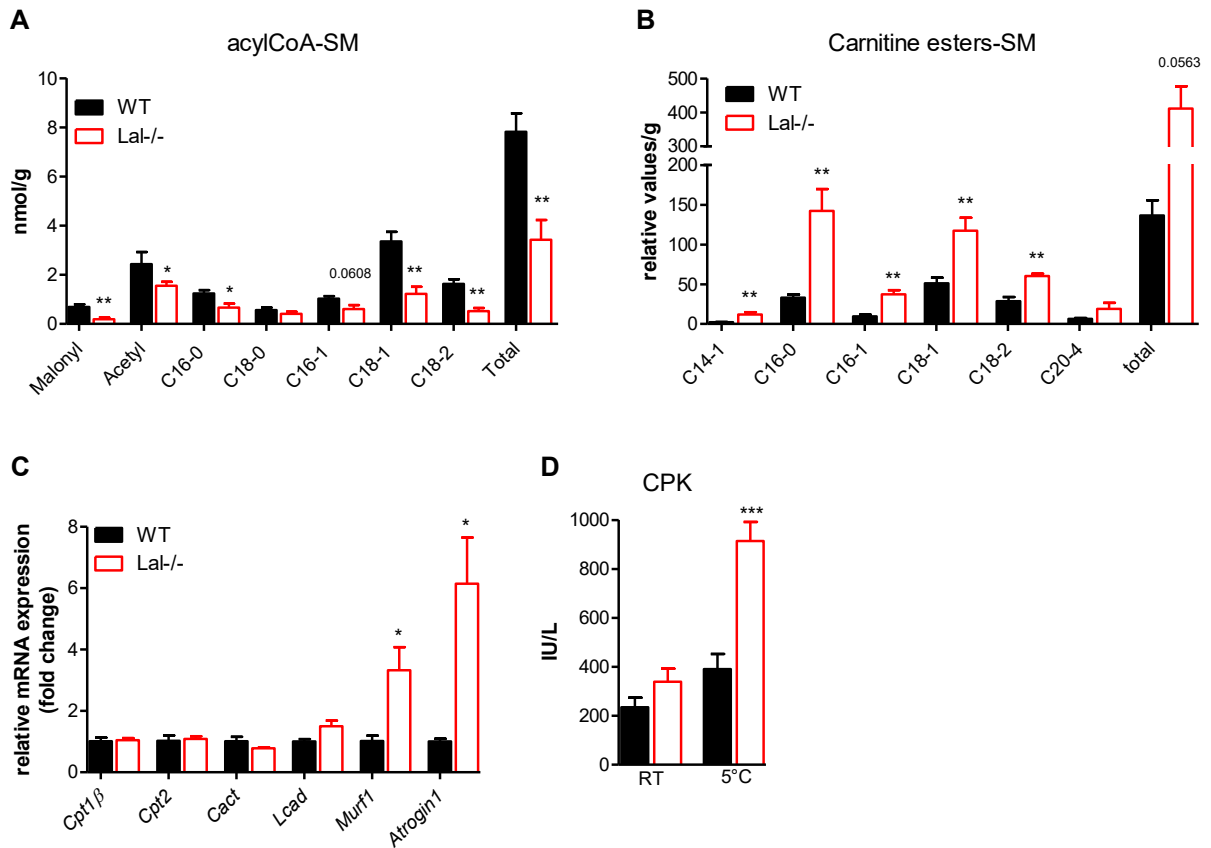 A
acylCoA-SM
nmol/g
10
8
6
4
2
0
WT
Lal-/-
**
*
*
0.0608
**
**
**
Malonyl
Acetyl
C16-0
C18-0
C16-1
C18-1
C18-2
Total
B
Carnitine esters-SM
relative values/g
500
400
300
200
150
100
50
0
WT
Lal-/-
**
**
**
**
**
0.0563
C14-1
C16-0
C16-1
C18-1
C18-2
C20-4
total
C
relative mRNA expression
(fold change)
8
6
4
2
0
WT
Lal-/-
*
*
Cpt1β
Cpt2
Cact
Lcad
Murf1
Atrogin1
D
CPK
IU/L
1000
800
600
400
200
0
***
RT
5°C